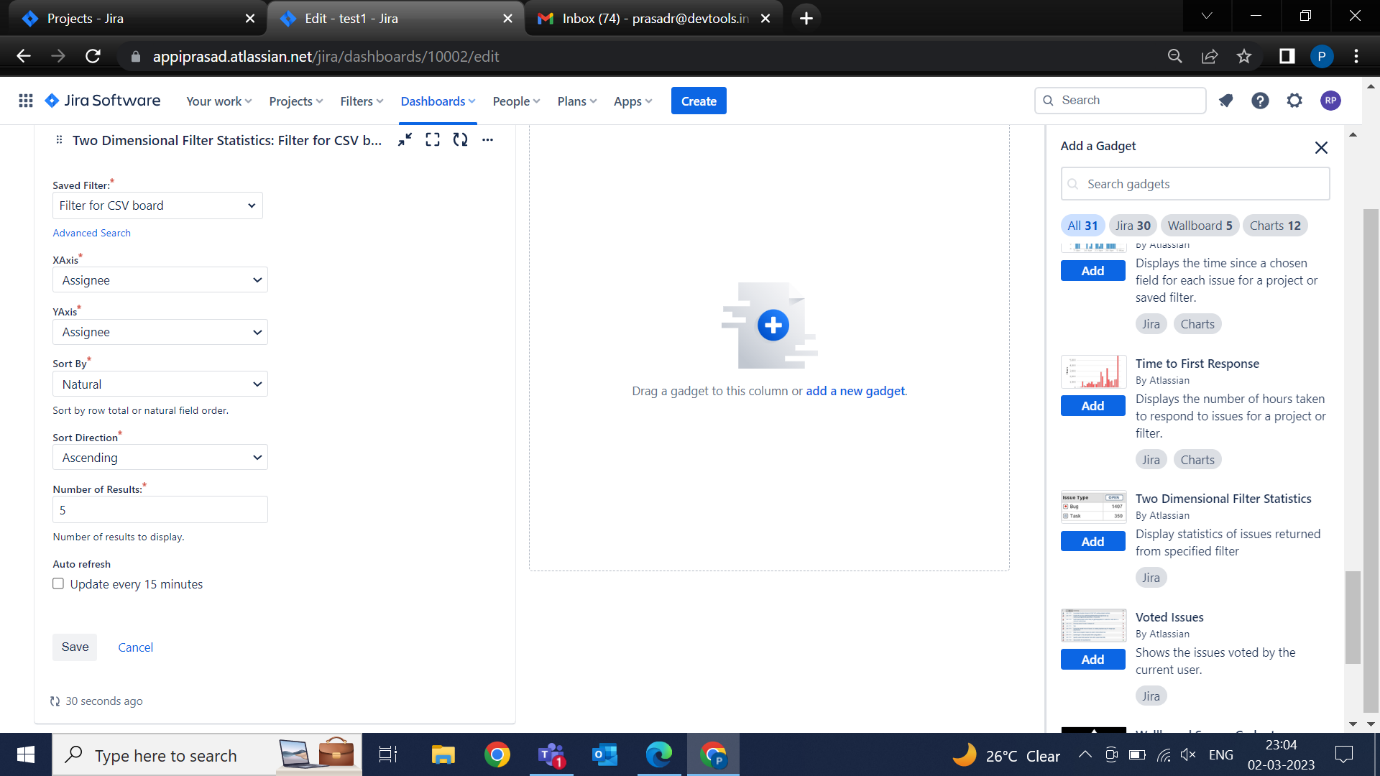 Projects - Jira
Edit - test1 - Jira
Inbox (74) - prasadr@devtools.in
appiprasad.atlassian.net/jira/dashboards/10002/edit
P
Jira Software
Your work
Projects
Filters
Dashboards
People
Plans
Apps
Create
Search
RP
Two Dimensional Filter Statistics: Filter for CSV b...
Saved Filter:*
Filter for CSV board
Advanced Search
XAxis*
Assignee
YAxis*
Assignee
Sort By*
Natural
Sort by row total or natural field order.
Sort Direction*
Ascending
Number of Results:*
5
Number of results to display.
Auto refresh
Update every 15 minutes
Save
Cancel
30 seconds ago
Drag a gadget to this column or add a new gadget.
Add a Gadget
Search gadgets
All 31
Jira 30
Wallboard 5
Charts 12
By Atlassian
Add
Displays the time since a chosen
field for each issue for a project or
saved filter.
Jira
Charts
Time to First Response
By Atlassian
Add
Displays the number of hours taken
to respond to issues for a project or
filter.
Jira
Charts
Issue Type
Bug 1497
Task 350
Two Dimensional Filter Statistics
By Atlassian
Add
Display statistics of issues returned
from specified filter
Jira
Voted Issues
By Atlassian
Add
Shows the issues voted by the
current user.
Jira
Type here to search
1
P
26°C Clear
ENG
23:04
02-03-2023